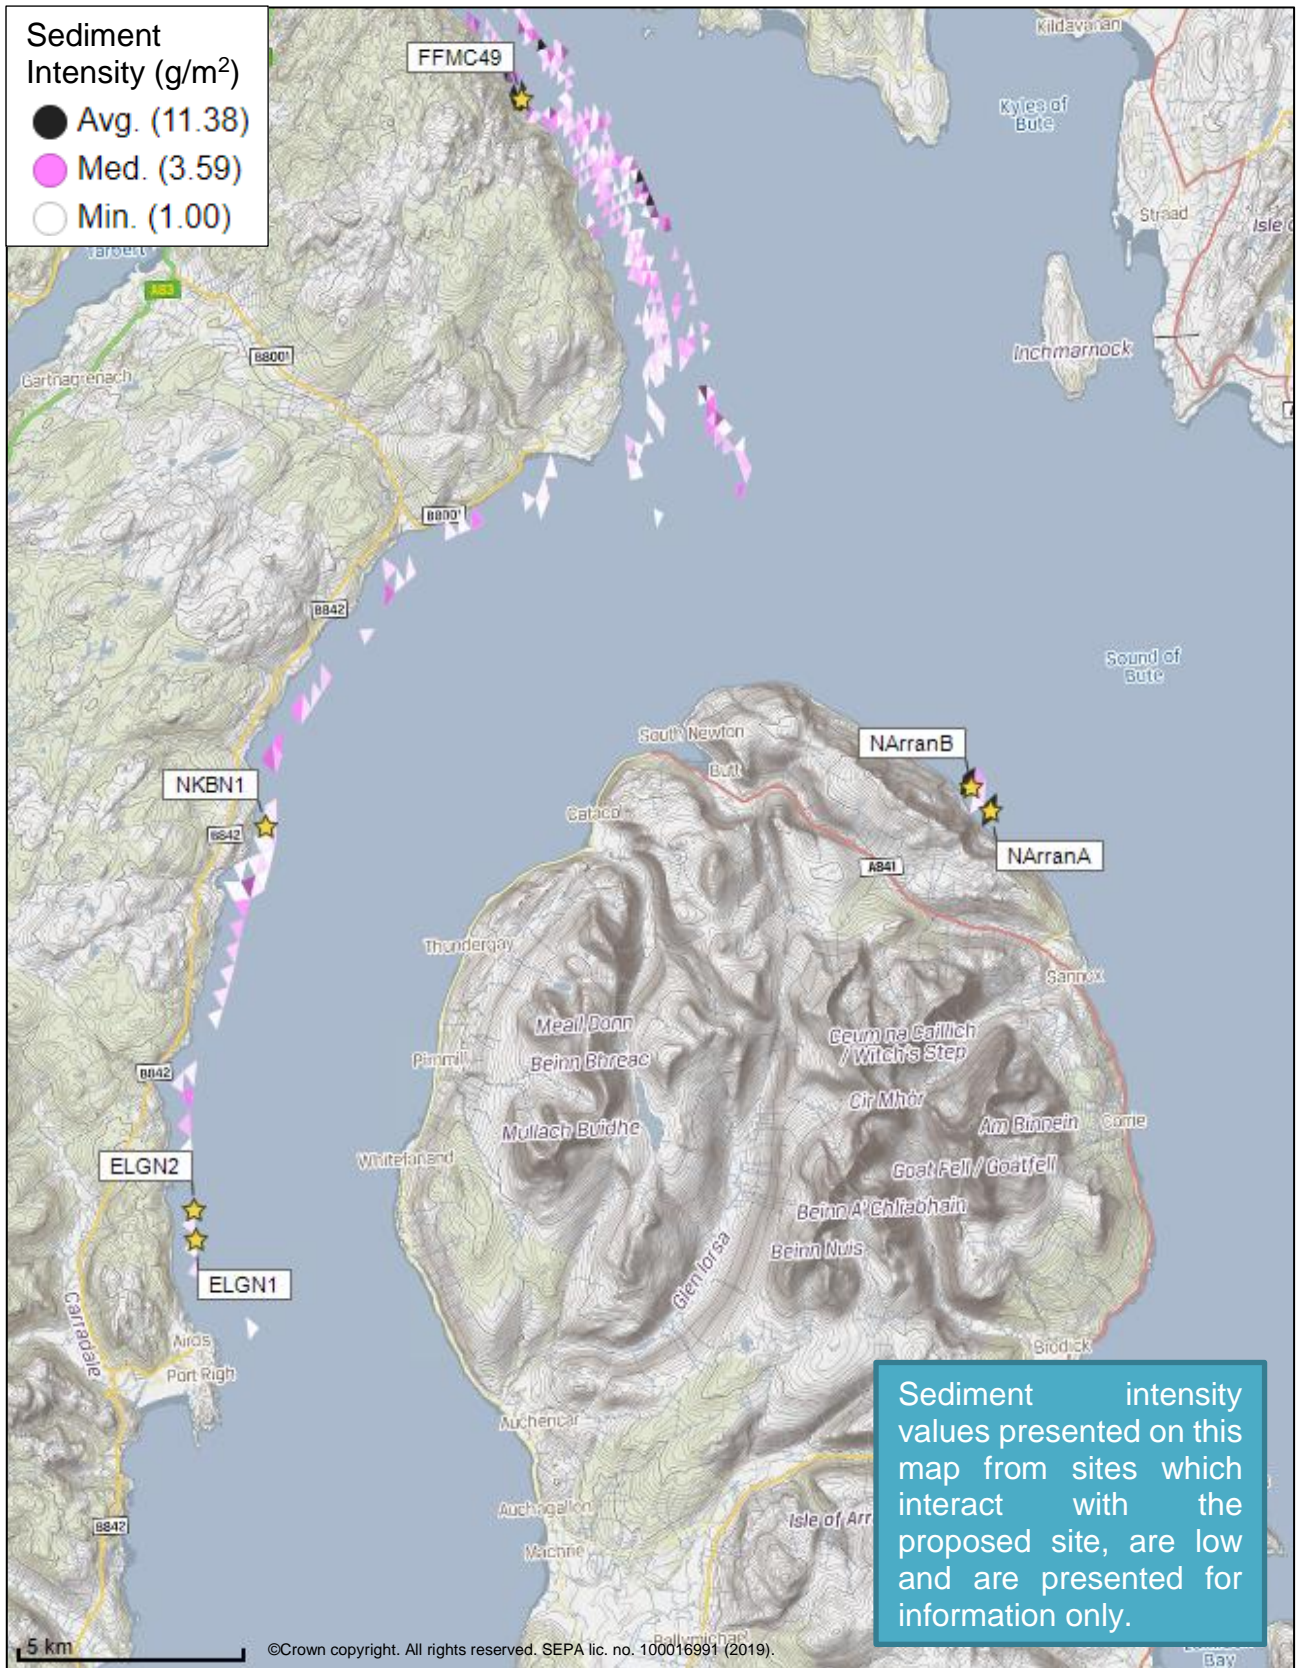 Sediment
Intensity (g/m²)
Avg. (11.38)
Med. (3.59)
Min. (1.00)
FFMC49
Kildavanan
Kyles of
Bute
Straad
Isle
Tarbert
A83
B8001
Gartnagrenach
Inchmarnock
B8001
B842
Sound of
Bute
South Newton
NArranB
Butt
NKBN1
Catacol
B842
NArranA
A841
Thundergay
Sannox
Meall Donn
Ceum na Caillich
/ Witch's Step
Beinn Bhreac
Pirnmill
B842
Cir Mhòr
Mullach Buidhe
Am Binnein
Corrie
Whitefarland
ELGN2
Goat Fell / Goatfell
Beinn A' Chliabhain
Beinn Nuis
Glen Iorsa
ELGN1
Carradale
Airds
Port Righ
Brodick
Auchencar
Auchagallon
Machrie
B842
Isle of Arr
Sediment intensity
values presented on this
map from sites which
interact with the
proposed site, are low
and are presented for
information only.
5 km
©Crown copyright. All rights reserved. SEPA lic. no. 100016991 (2019).
Ballymichael
Bay